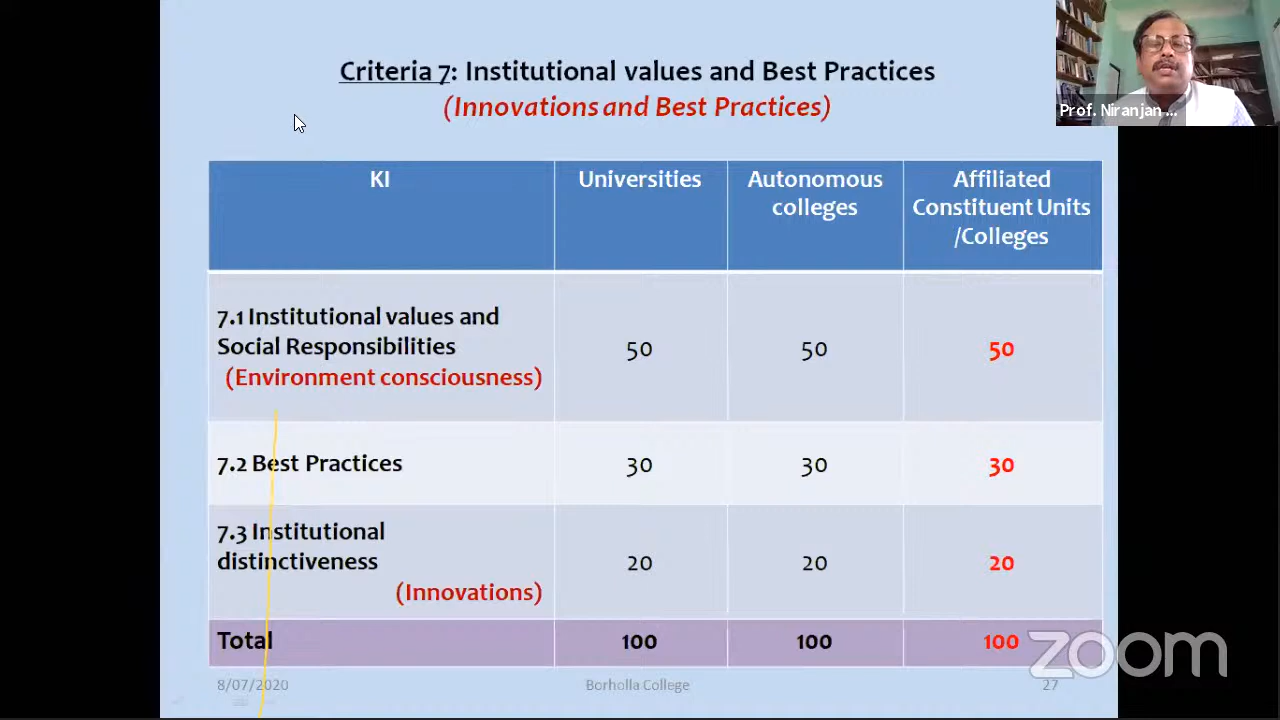 Criteria 7: Institutional values and Best Practices
(Innovations and Best Practices)
Prof. Niranjan ...
KI
Universities
Autonomous
colleges
Affiliated
Constituent Units
/Colleges
7.1 Institutional values and
Social Responsibilities
(Environment consciousness)
50
50
50
7.2 Best Practices
30
30
30
7.3 Institutional
distinctiveness
(Innovations)
20
20
20
Total
100
100
100
zoom
8/07/2020
Borholla College
27